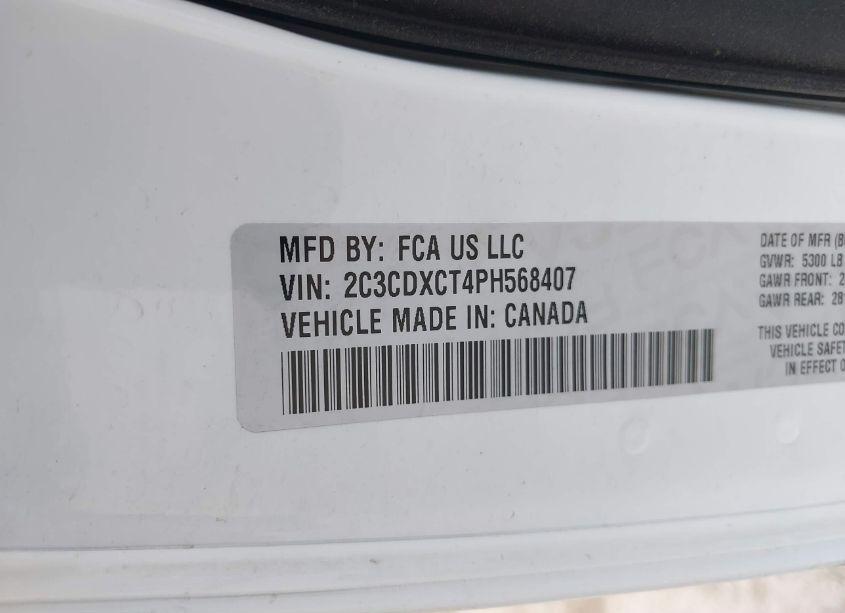 MFD BY: FCA US LLC
VIN: 2C3CDXCT4PH568407
VEHICLE MADE IN: CANADA
DATE OF MFR
GVWR: 5300 LB
GAWR FRONT:
GAWR REAR:
THIS VEHICLE
VEHICLE
IN EFFECT